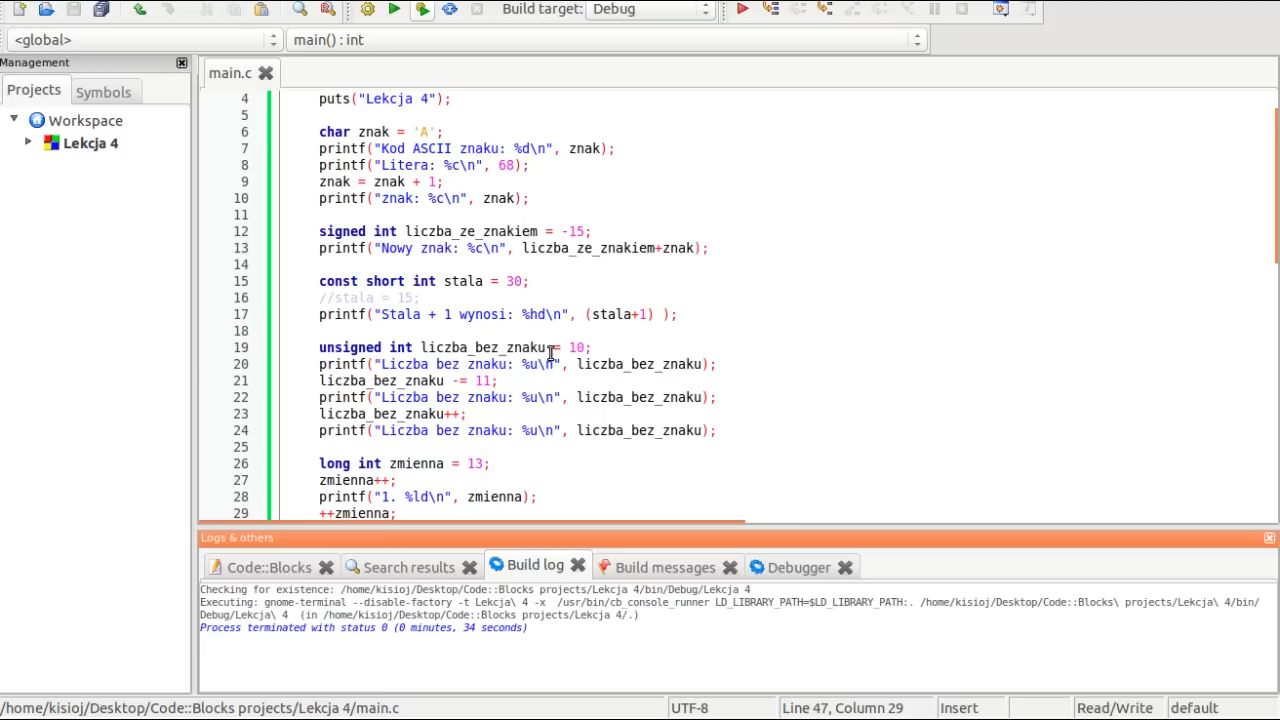 Build target: Debug
<global> main() : int
Management
main.c
Projects Symbols
Workspace
Lekcja 4
4 puts("Lekcja 4");
5
6 char znak = 'A';
7 printf("Kod ASCII znaku: %d\n", znak);
8 printf("Litera: %c\n", 68);
9 znak = znak + 1;
10 printf("znak: %c\n", znak);
11
12 signed int liczba_ze_znakiem = -15;
13 printf("Nowy znak: %c\n", liczba_ze_znakiem+znak);
14
15 const short int stala = 30;
16 //stala = 15;
17 printf("Stala + 1 wynosi: %hd\n", (stala+1) );
18
19 unsigned int liczba_bez_znaku = 10;
20 printf("Liczba bez znaku: %u\n", liczba_bez_znaku);
21 liczba_bez_znaku -= 11;
22 printf("Liczba bez znaku: %u\n", liczba_bez_znaku);
23 liczba_bez_znaku++;
24 printf("Liczba bez znaku: %u\n", liczba_bez_znaku);
25
26 long int zmienna = 13;
27 zmienna++;
28 printf("1. %ld\n", zmienna);
29 ++zmienna;
Logs & others
Code::Blocks Search results Build log Build messages Debugger
Checking for existence: /home/kisioj/Desktop/Code::Blocks projects/Lekcja 4/bin/Debug/Lekcja 4
Executing: gnome-terminal --disable-factory -t Lekcja\ 4 -x  /usr/bin/cb_console_runner LD_LIBRARY_PATH=$LD_LIBRARY_PATH:. /home/kisioj/Desktop/Code::Blocks\ projects/Lekcja\ 4/bin/
Debug/Lekcja\ 4  (in /home/kisioj/Desktop/Code::Blocks projects/Lekcja 4/.)
Process terminated with status 0 (0 minutes, 34 seconds)
/home/kisioj/Desktop/Code::Blocks projects/Lekcja 4/main.c UTF-8 Line 47, Column 29 Insert Read/Write default